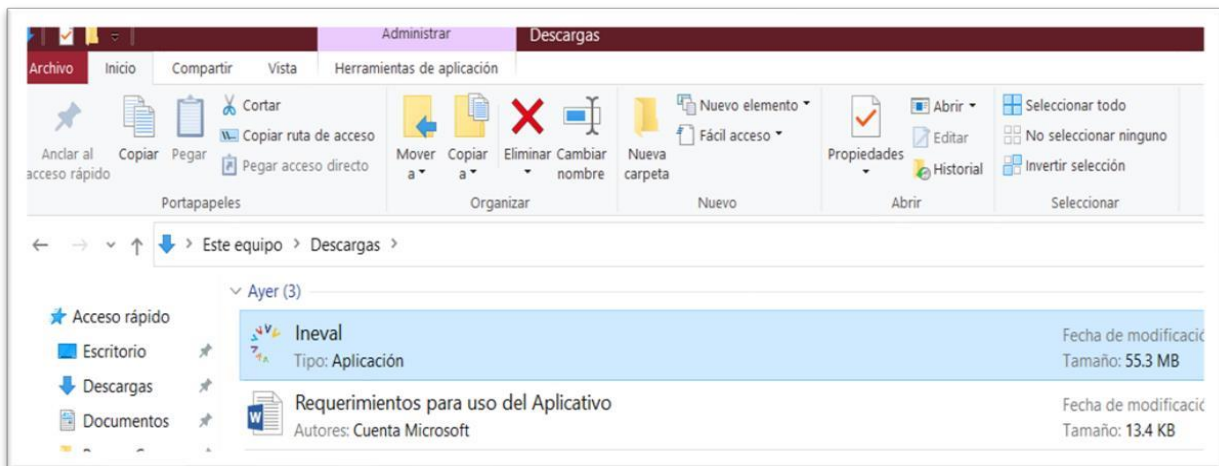 Administrar Descargas
Archivo Inicio Compartir Vista Herramientas de aplicación
Anclar al acceso rápido
Copiar
Pegar
Cortar
Copiar ruta de acceso
Pegar acceso directo
Portapapeles
Mover a
Copiar a
Eliminar
Cambiar nombre
Organizar
Nueva carpeta
Nuevo elemento
Fácil acceso
Nuevo
Propiedades
Abrir
Editar
Historial
Abrir
Seleccionar todo
No seleccionar ninguno
Invertir selección
Seleccionar
Este equipo > Descargas >
Ayer (3)
Acceso rápido
Escritorio
Descargas
Documentos
Ineval
Tipo: Aplicación
Fecha de modificació
Tamaño: 55.3 MB
Requerimientos para uso del Aplicativo
Autores: Cuenta Microsoft
Fecha de modificació
Tamaño: 13.4 KB